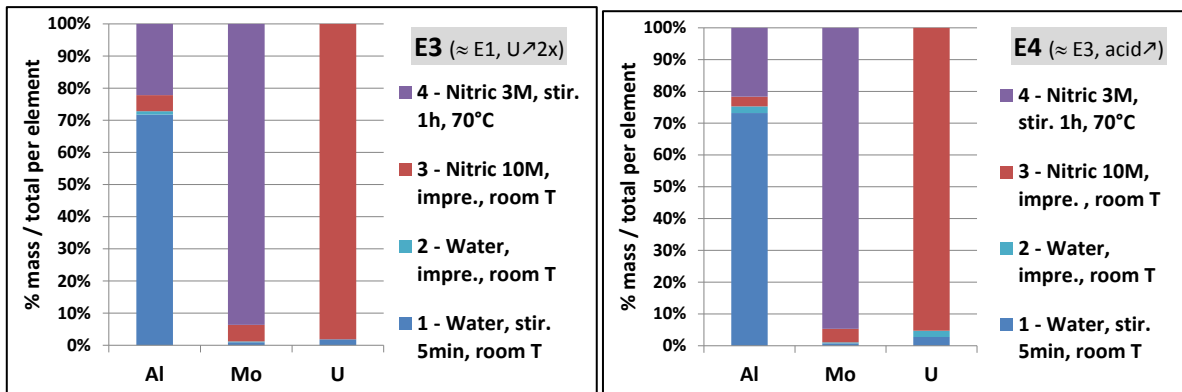 % mass / total per element
100%
90%
80%
70%
60%
50%
40%
30%
20%
10%
0%
Al Mo U
E3 (≈ E1, U↗2x)
4 - Nitric 3M, stir.
1h, 70°C
3 - Nitric 10M,
impre., room T
2 - Water,
impre., room T
1 - Water, stir.
5min, room T
% mass / total per element
100%
90%
80%
70%
60%
50%
40%
30%
20%
10%
0%
Al Mo U
E4 (≈ E3, acid↗)
4 - Nitric 3M,
stir. 1h, 70°C
3 - Nitric 10M,
impre. , room T
2 - Water,
impre., room T
1 - Water, stir.
5min, room T